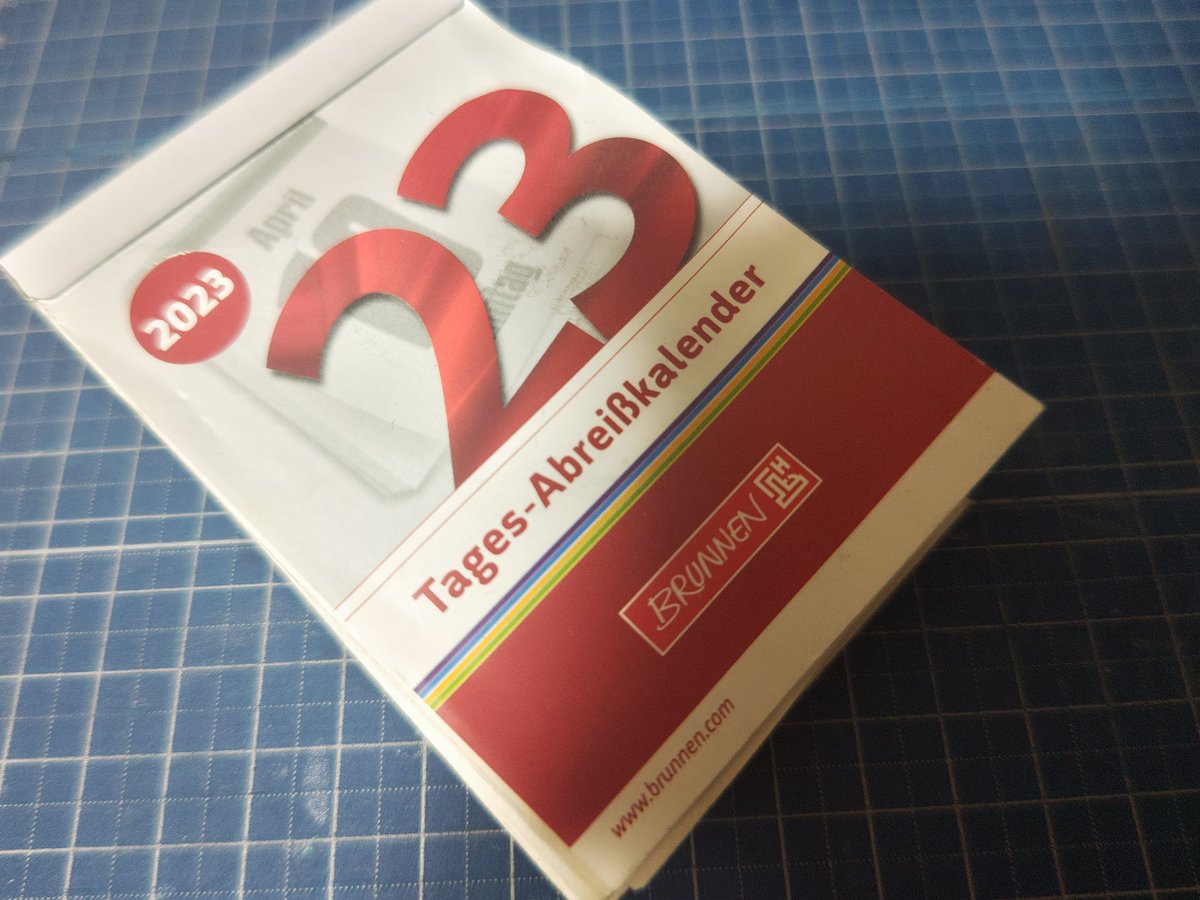 April
23
2023
Tages-Abreißkalender
BRUNNEN
www.brunnen.com